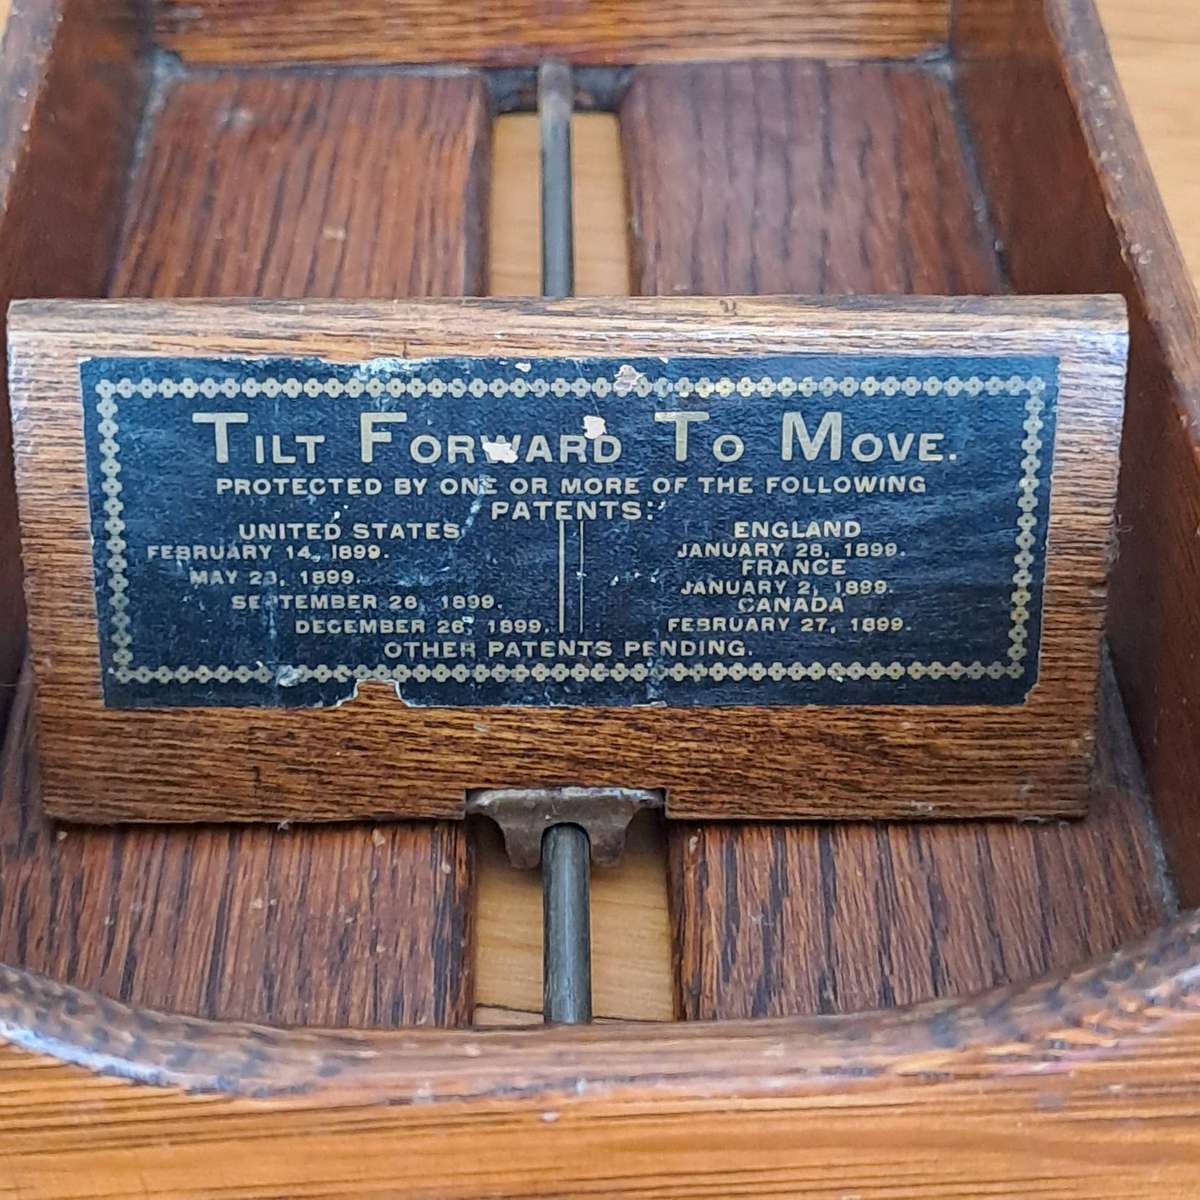 TILT FORWARD TO MOVE.
PROTECTED BY ONE OR MORE OF THE FOLLOWING
PATENTS:
UNITED STATES
FEBRUARY 14, 1899.
MAY 23, 1899.
SEPTEMBER 26, 1899.
DECEMBER 26, 1899.
ENGLAND
JANUARY 28, 1899.
FRANCE
JANUARY 2, 1899.
CANADA
FEBRUARY 27, 1899.
OTHER PATENTS PENDING.